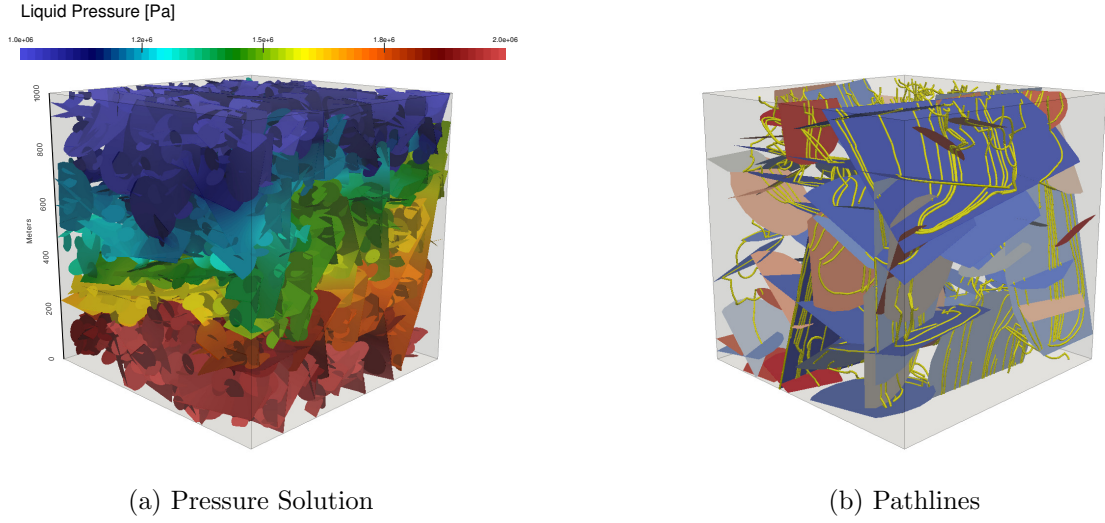 Liquid Pressure [Pa]
1.0e+06 1.2e+6 1.5e+6 1.8e+6 2.0e+06
1000
800
600
Meters
400
200
0
(a) Pressure Solution
(b) Pathlines